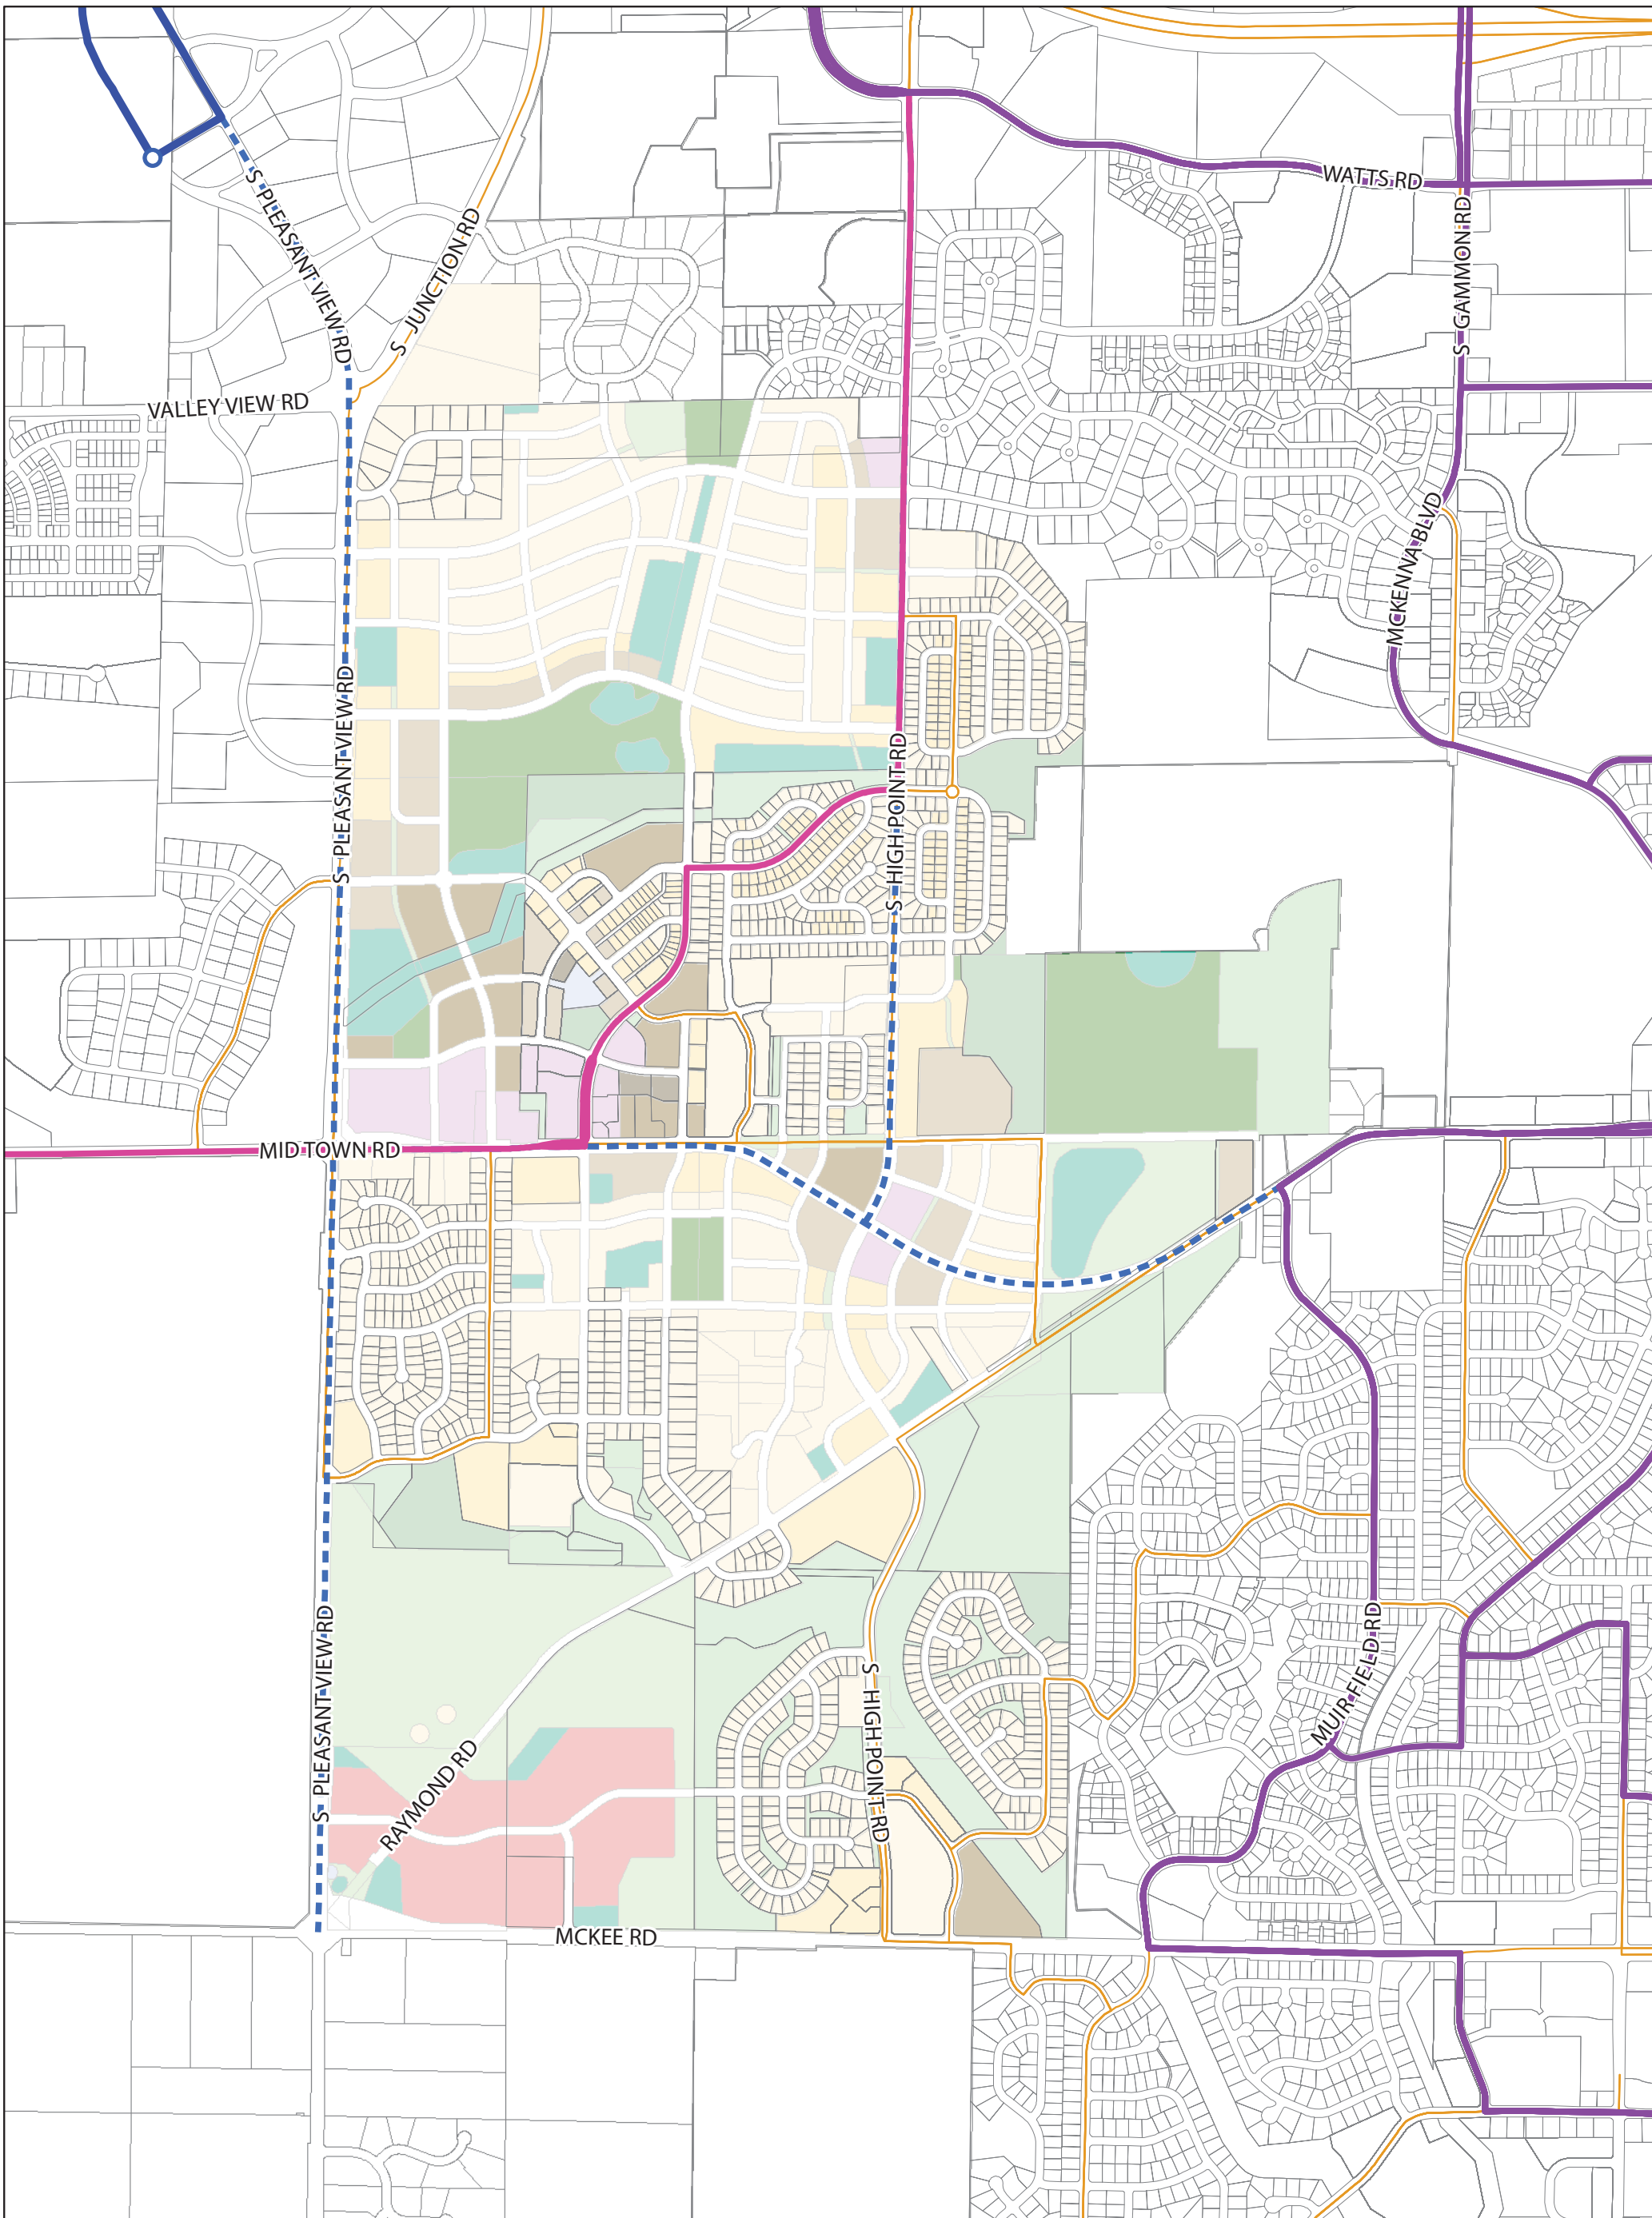 WATTS RD
S PLEASANT VIEW RD
S JUNCTION RD
S GAMMON RD
VALLEY VIEW RD
MCKENNA BLVD
S PLEASANT VIEW RD
S HIGH POINT RD
MID TOWN RD
S PLEASANT VIEW RD
S HIGH POINT RD
MUIR FIELD RD
RAYMOND RD
MCKEE RD